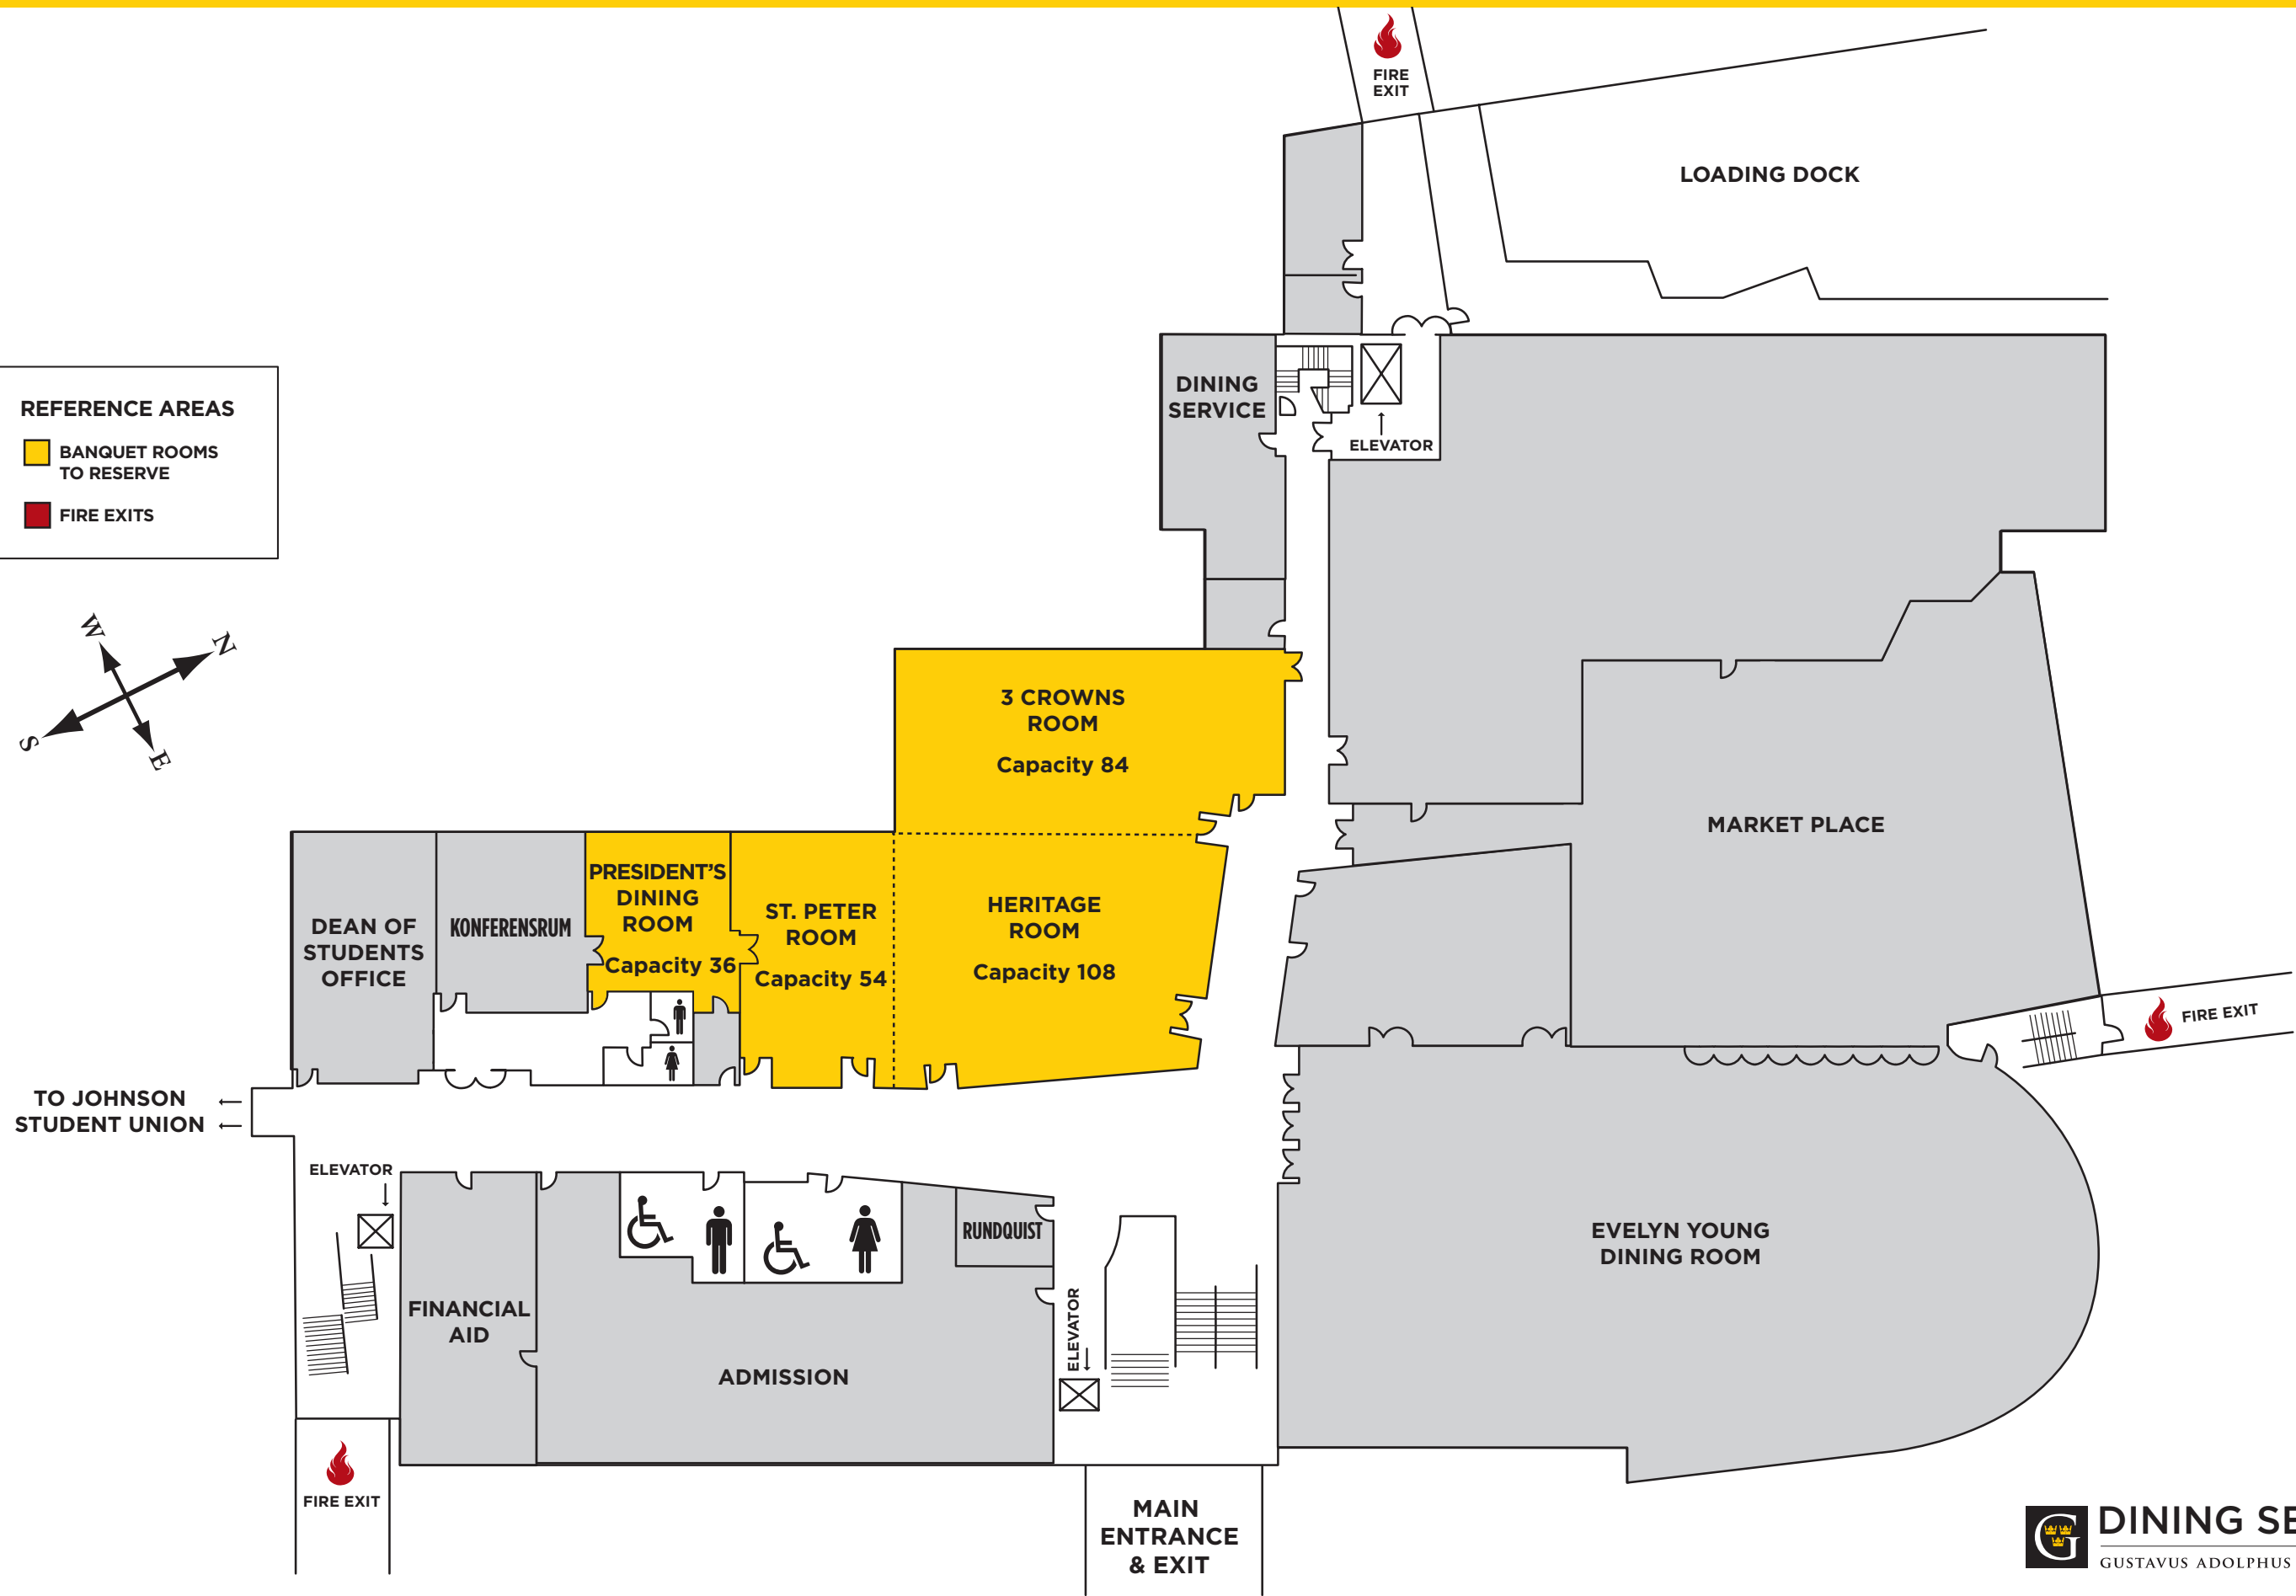 FIRE
EXIT
LOADING DOCK
DINING
SERVICE
ELEVATOR
REFERENCE AREAS
BANQUET ROOMS
TO RESERVE
FIRE EXITS
W
N
S
E
3 CROWNS
ROOM
Capacity 84
MARKET PLACE
PRESIDENT'S
DINING
ROOM
Capacity 36
ST. PETER
ROOM
Capacity 54
HERITAGE
ROOM
Capacity 108
DEAN OF
STUDENTS
OFFICE
KONFERENSRUM
FIRE EXIT
TO JOHNSON
STUDENT UNION
ELEVATOR
RUNDQUIST
EVELYN YOUNG
DINING ROOM
FINANCIAL
AID
ELEVATOR
ADMISSION
FIRE EXIT
MAIN
ENTRANCE
& EXIT
G
DINING SE
GUSTAVUS ADOLPHUS